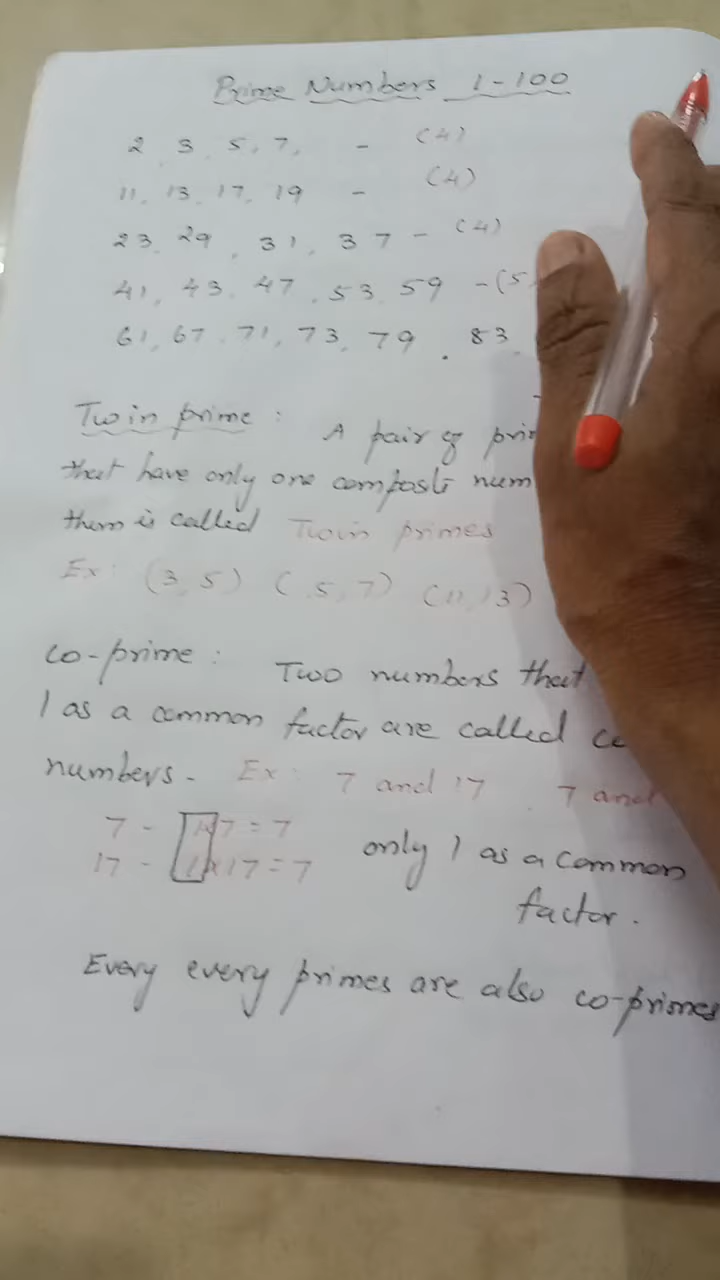 Prime Numbers 1-100
2 3. 5, 7, - (4)
11, 13, 17, 19 - (4)
23, 29, 31, 37 - (4)
41, 43, 47, 53, 59 - (5
61, 67, 71, 73, 79, 83,
Twin prime: A pair of
that have only one composite
them is called Twin primes
Ex: (3,5) (5,7) (11,13)
co-prime: Two numbers that
1 as a common factor are called
numbers. Ex: 7 and 17 7 and
7 - 1x7=7 only 1 as a common
17 - 1x17=7 factor.
Every every primes are also co-primes